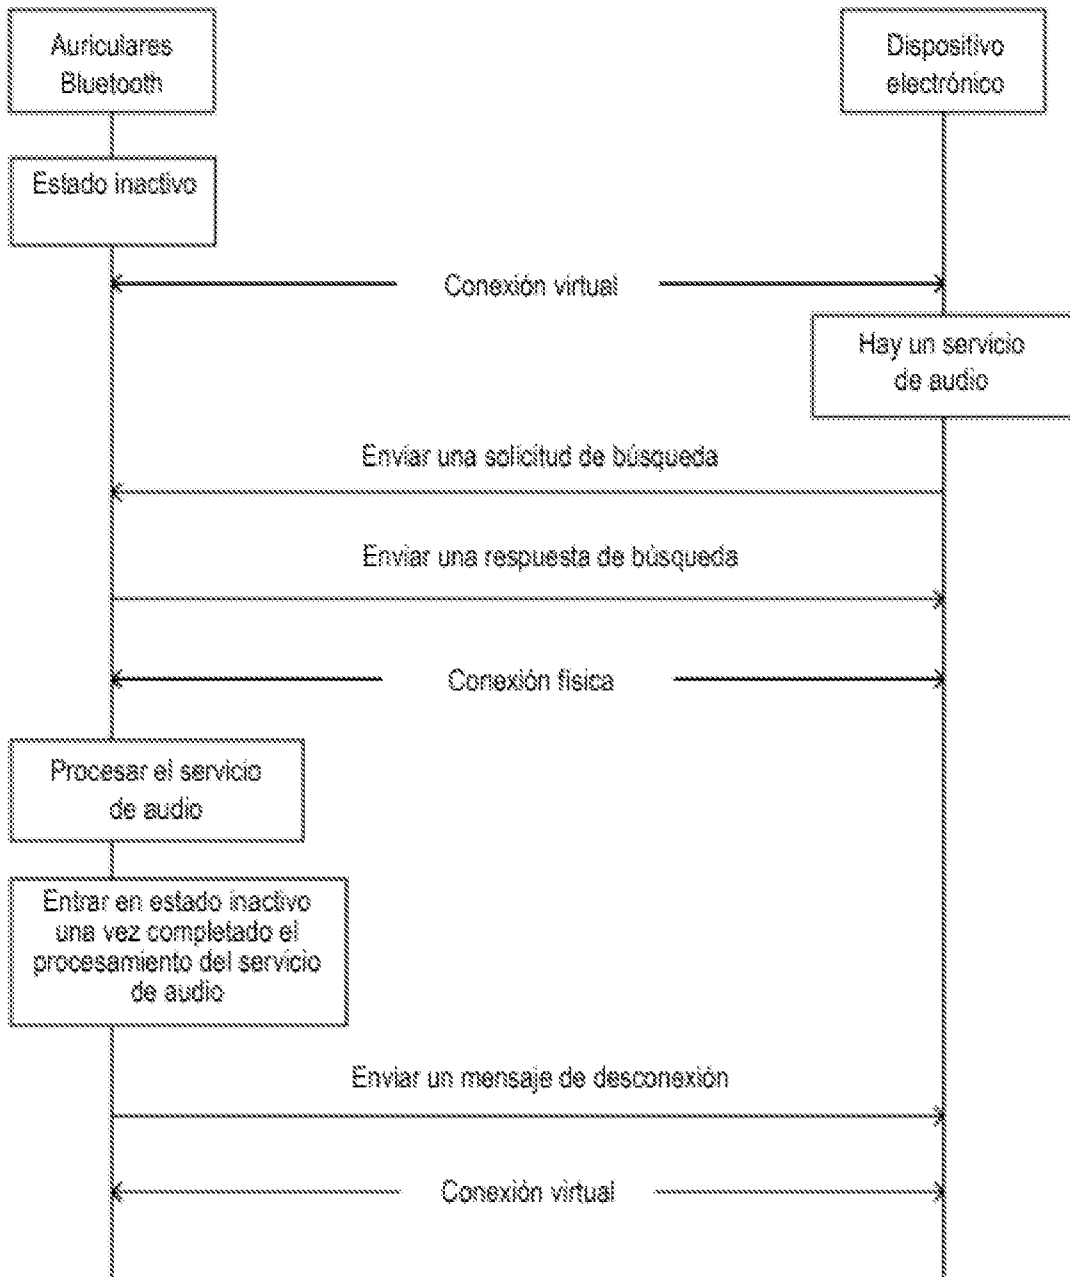 Auriculares
Bluetooth
Dispositivo
electrónico
Estado inactivo
Conexión virtual
Hay un servicio
de audio
Enviar una solicitud de búsqueda
Enviar una respuesta de búsqueda
Conexión física
Procesar el servicio
de audio
Entrar en estado inactivo
una vez completado el
procesamiento del servicio
de audio
Enviar un mensaje de desconexión
Conexión virtual